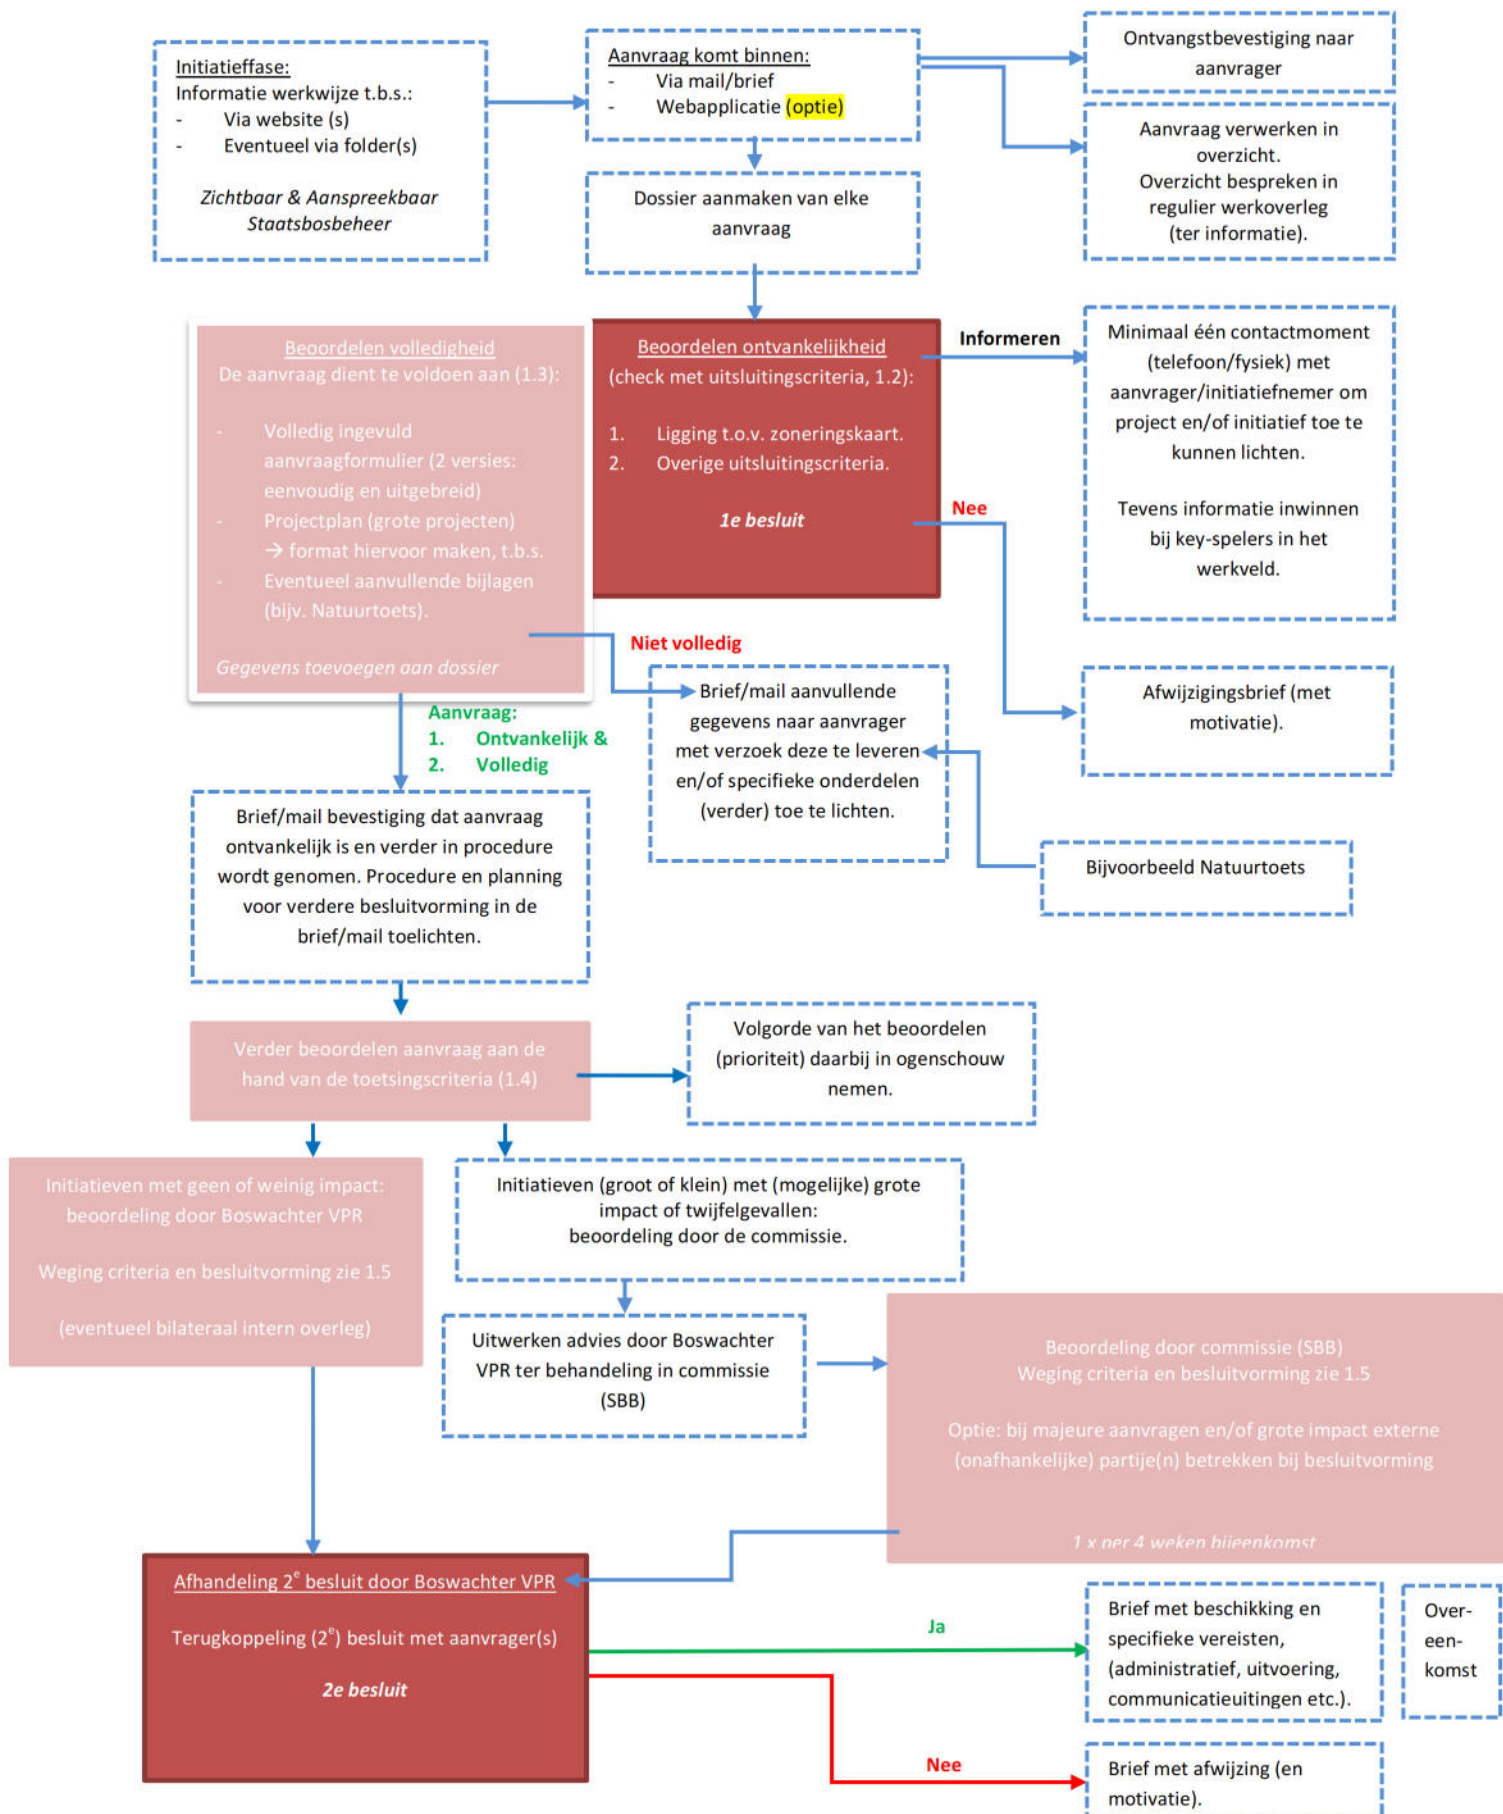 Initiatieffase:
Informatie werkwijze t.b.s.:
- Via website (s)
- Eventueel via folder(s)
Zichtbaar & Aanspreekbaar
Staatsbosbeheer
Aanvraag komt binnen:
- Via mail/brief
- Webapplicatie (optie)
Ontvangstbevestiging naar
aanvrager
Aanvraag verwerken in
overzicht.
Overzicht bespreken in
regulier werkoverleg
(ter informatie).
Dossier aanmaken van elke
aanvraag
Beoordelen volledigheid
De aanvraag dient te voldoen aan (1.3):
- Volledig ingevuld
aanvraagformulier (2 versies:
eenvoudig en uitgebreid)
- Projectplan (grote projecten)
→ format hiervoor maken, t.b.s.
- Eventueel aanvullende bijlagen
(bijv. Natuurtoets).
Gegevens toevoegen aan dossier
Beoordelen ontvankelijkheid
(check met uitsluitingscriteria, 1.2):
1. Ligging t.o.v. zoneringskaart.
2. Overige uitsluitingscriteria.
1e besluit
Informeren
Minimaal één contactmoment
(telefoon/fysiek) met
aanvrager/initiatiefnemer om
project en/of initiatief toe te
kunnen lichten.
Tevens informatie inwinnen
bij key-spelers in het
werkveld.
Nee
Afwijzigingsbrief (met
motivatie).
Niet volledig
Brief/mail aanvullende
gegevens naar aanvrager
met verzoek deze te leveren
en/of specifieke onderdelen
(verder) toe te lichten.
Bijvoorbeeld Natuurtoets
Aanvraag:
1. Ontvankelijk &
2. Volledig
Brief/mail bevestiging dat aanvraag
ontvankelijk is en verder in procedure
wordt genomen. Procedure en planning
voor verdere besluitvorming in de
brief/mail toelichten.
Verder beoordelen aanvraag aan de
hand van de toetsingscriteria (1.4)
Volgorde van het beoordelen
(prioriteit) daarbij in ogenschouw
nemen.
Initiatieven met geen of weinig impact:
beoordeling door Boswachter VPR
Weging criteria en besluitvorming zie 1.5
(eventueel bilateraal intern overleg)
Initiatieven (groot of klein) met (mogelijke) grote
impact of twijfelgevallen:
beoordeling door de commissie.
Uitwerken advies door Boswachter
VPR ter behandeling in commissie
(SBB)
Beoordeling door commissie (SBB)
Weging criteria en besluitvorming zie 1.5
Optie: bij majeure aanvragen en/of grote impact externe
(onafhankelijke) partije(n) betrekken bij besluitvorming
1 x per 4 weken bijeenkomst
Afhandeling 2e besluit door Boswachter VPR
Terugkoppeling (2e) besluit met aanvrager(s)
2e besluit
Ja
Brief met beschikking en
specifieke vereisten,
(administratief, uitvoering,
communicatieuitingen etc.).
Over-
een-
komst
Nee
Brief met afwijzing (en
motivatie).